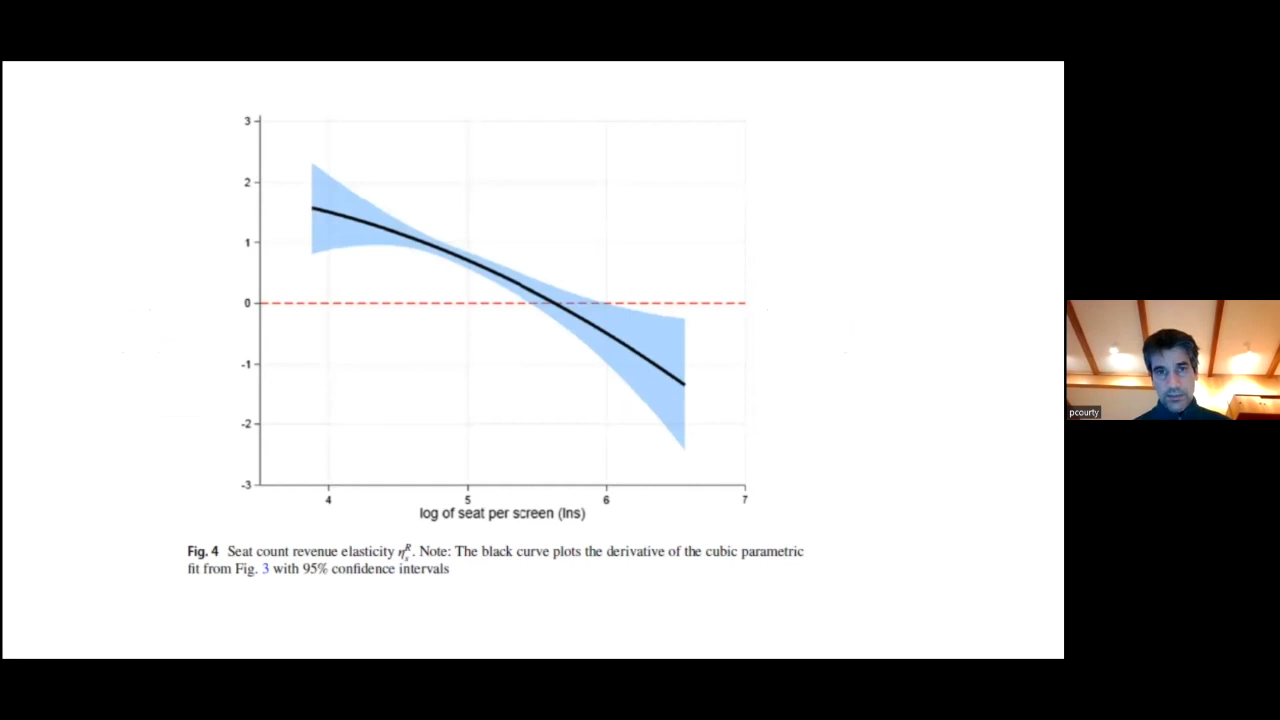 3
2
1
0
-1
-2
-3
4
5
6
7
log of seat per screen (lns)
Fig. 4 Seat count revenue elasticity η_s^R. Note: The black curve plots the derivative of the cubic parametric
fit from Fig. 3 with 95% confidence intervals
pcourty